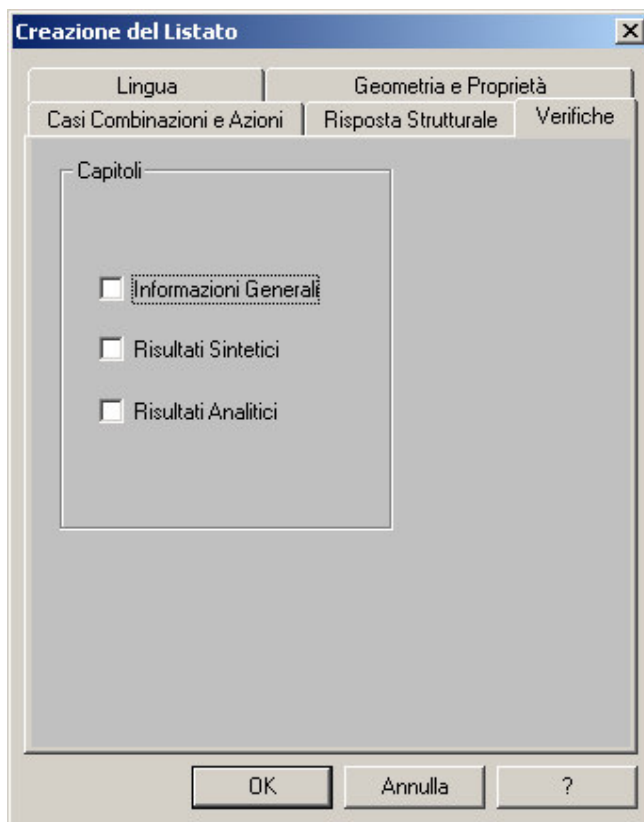 Creazione del Listato
Lingua
Geometria e Proprietà
Casi Combinazioni e Azioni
Risposta Strutturale
Verifiche
Capitoli
Informazioni Generali
Risultati Sintetici
Risultati Analitici
OK
Annulla
?